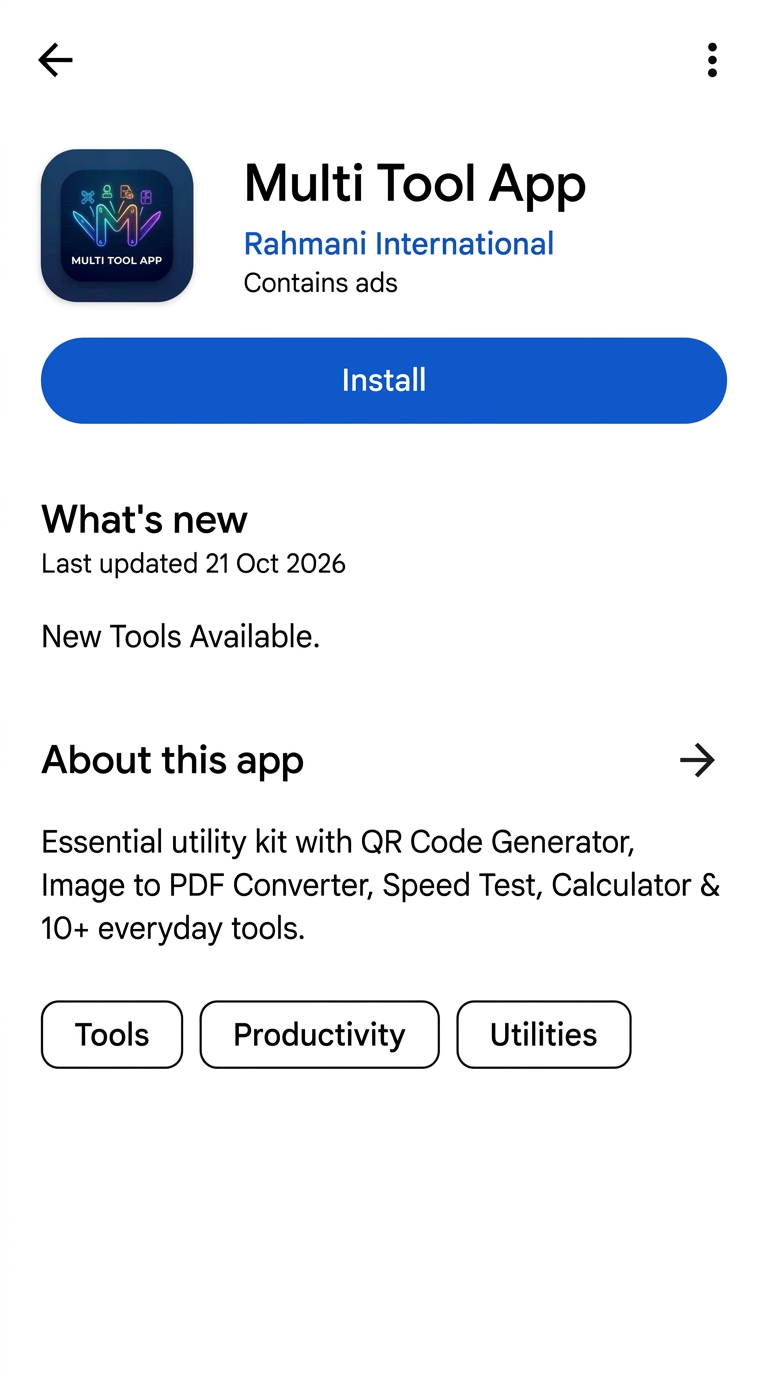 MULTI TOOL APP
Multi Tool App
Rahmani International
Contains ads
Install
What's new
Last updated 21 Oct 2026
New Tools Available.
About this app
Essential utility kit with QR Code Generator,
Image to PDF Converter, Speed Test, Calculator &
10+ everyday tools.
Tools
Productivity
Utilities